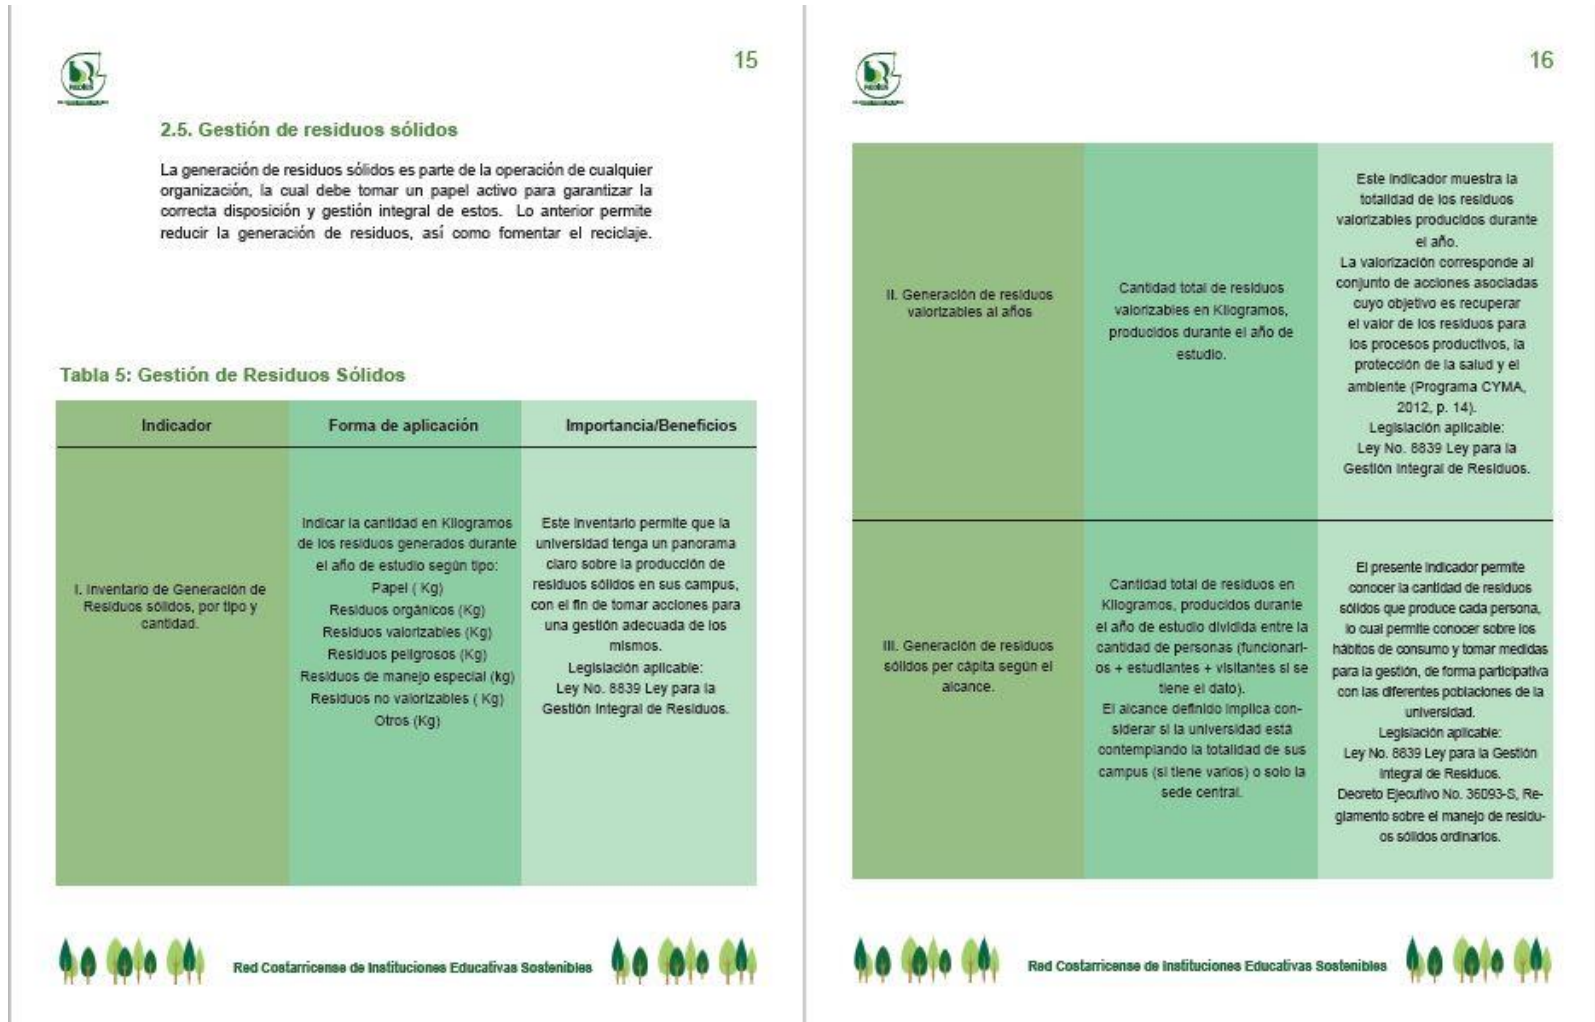 15
REDIES
2.5. Gestión de residuos sólidos
La generación de residuos sólidos es parte de la operación de cualquier
organización, la cual debe tomar un papel activo para garantizar la
correcta disposición y gestión integral de estos. Lo anterior permite
reducir la generación de residuos, así como fomentar el reciclaje.
Tabla 5: Gestión de Residuos Sólidos
Indicador
Forma de aplicación
Importancia/Beneficios
I. Inventario de Generación de
Residuos sólidos, por tipo y
cantidad.
Indicar la cantidad en Kilogramos
de los residuos generados durante
el año de estudio según tipo:
Papel ( Kg)
Residuos orgánicos (Kg)
Residuos valorizables (Kg)
Residuos peligrosos (Kg)
Residuos de manejo especial (kg)
Residuos no valorizables ( Kg)
Otros (Kg)
Este inventario permite que la
universidad tenga un panorama
claro sobre la producción de
residuos sólidos en sus campus,
con el fin de tomar acciones para
una gestión adecuada de los
mismos.
Legislación aplicable:
Ley No. 8839 Ley para la
Gestión Integral de Residuos.
Red Costarricense de Instituciones Educativas Sostenibles
16
REDIES
II. Generación de residuos
valorizables al años
Cantidad total de residuos
valorizables en Kilogramos,
producidos durante el año de
estudio.
Este indicador muestra la
totalidad de los residuos
valorizables producidos durante
el año.
La valorización corresponde al
conjunto de acciones asociadas
cuyo objetivo es recuperar
el valor de los residuos para
los procesos productivos, la
protección de la salud y el
ambiente (Programa CYMA,
2012, p. 14).
Legislación aplicable:
Ley No. 8839 Ley para la
Gestión Integral de Residuos.
III. Generación de residuos
sólidos per cápita según el
alcance.
Cantidad total de residuos en
Kilogramos, producidos durante
el año de estudio dividida entre la
cantidad de personas (funcionari-
os + estudiantes + visitantes si se
tiene el dato).
El alcance definido implica con-
siderar si la universidad está
contemplando la totalidad de sus
campus (si tiene varios) o solo la
sede central.
El presente indicador permite
conocer la cantidad de residuos
sólidos que produce cada persona,
lo cual permite conocer sobre los
hábitos de consumo y tomar medidas
para la gestión, de forma participativa
con las diferentes poblaciones de la
universidad.
Legislación aplicable:
Ley No. 8839 Ley para la Gestión
Integral de Residuos.
Decreto Ejecutivo No. 36093-S, Re-
glamento sobre el manejo de residu-
os sólidos ordinarios.
Red Costarricense de Instituciones Educativas Sostenibles